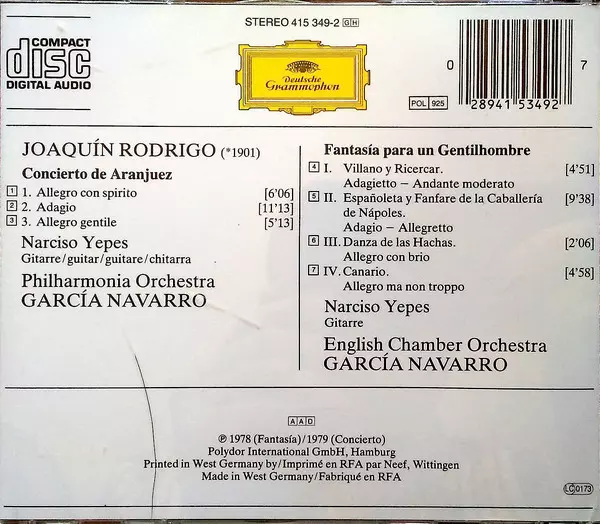 STEREO 415 349-2 GH
COMPACT
disc
DIGITAL AUDIO
Deutsche
Grammophon
POL 925
0 28941 53492 7
JOAQUÍN RODRIGO (*1901)
Concierto de Aranjuez
1 1. Allegro con spirito [6'06]
2 2. Adagio [11'13]
3 3. Allegro gentile [5'13]
Narciso Yepes
Gitarre/guitar/guitare/chitarra
Philharmonia Orchestra
GARCÍA NAVARRO
Fantasía para un Gentilhombre
4 I. Villano y Ricercar. [4'51]
Adagietto – Andante moderato
5 II. Españoleta y Fanfare de la Caballería [9'38]
de Nápoles.
Adagio – Allegretto
6 III. Danza de las Hachas. [2'06]
Allegro con brio
7 IV. Canario. [4'58]
Allegro ma non troppo
Narciso Yepes
Gitarre
English Chamber Orchestra
GARCÍA NAVARRO
AAD
℗ 1978 (Fantasía)/1979 (Concierto)
Polydor International GmbH, Hamburg
Printed in West Germany by/Imprimé en RFA par Neef, Wittingen
Made in West Germany/Fabriqué en RFA
LC 0173